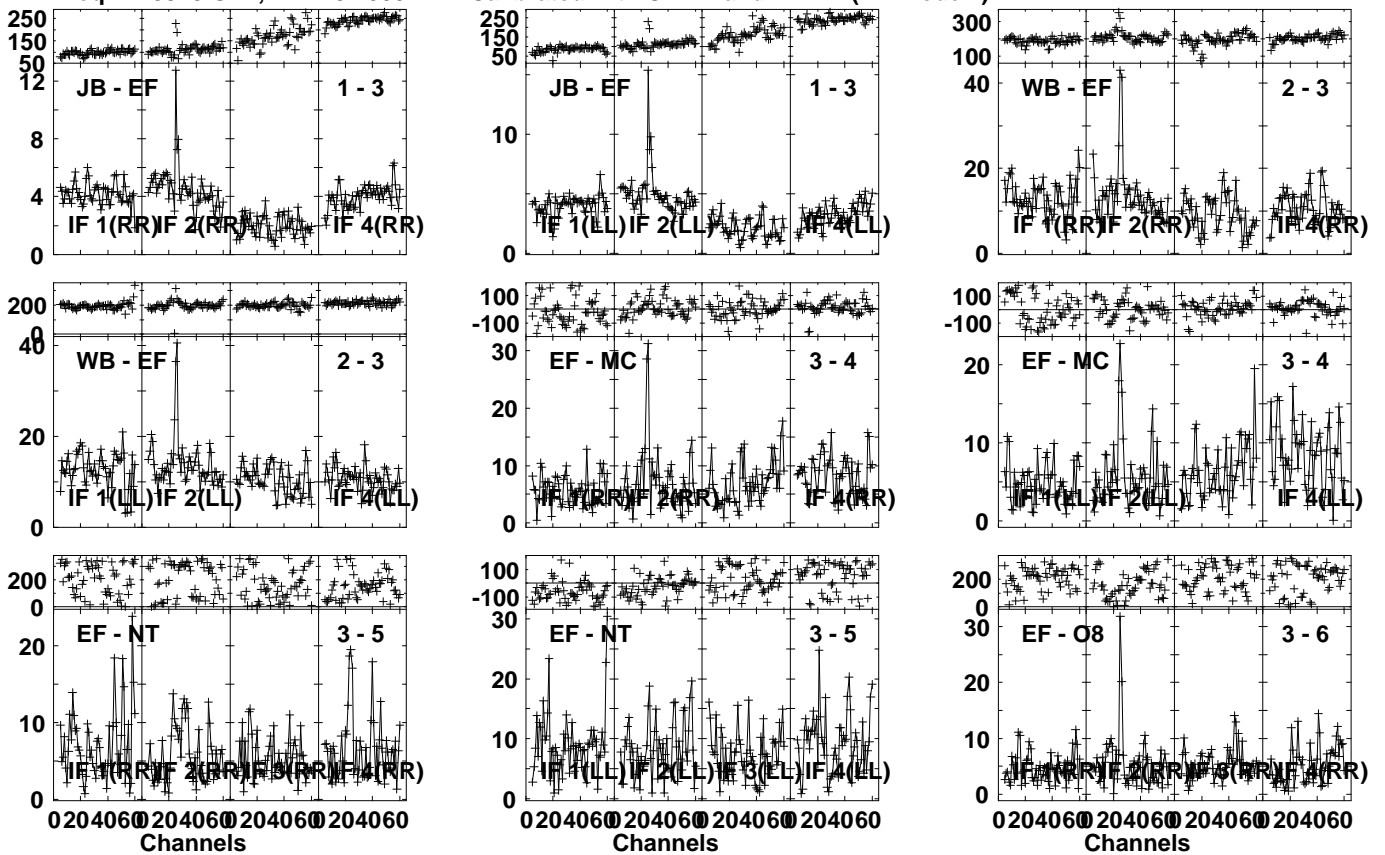 250
150
50
12
8
4
0
JB - EF
1 - 3
IF 1(RR)
IF 2(RR)
IF 4(RR)
250
150
50
10
0
JB - EF
1 - 3
IF 1(LL)
IF 2(LL)
IF 4(LL)
300
100
40
20
0
WB - EF
2 - 3
IF 1(RR)
IF 2(RR)
IF 4(RR)
200
0
40
20
0
WB - EF
2 - 3
IF 1(LL)
IF 2(LL)
IF 4(LL)
100
-100
30
20
10
0
EF - MC
3 - 4
IF 1(RR)
IF 2(RR)
IF 4(RR)
100
-100
20
10
0
EF - MC
3 - 4
IF 1(LL)
IF 2(LL)
IF 4(LL)
200
0
20
10
0
EF - NT
3 - 5
IF 1(RR)
IF 2(RR)
IF 3(RR)
IF 4(RR)
0 20 40 60 0 20 40 60 0 20 40 60 0 20 40 60
Channels
100
-100
30
20
10
0
EF - NT
3 - 5
IF 1(LL)
IF 2(LL)
IF 3(LL)
IF 4(LL)
0 20 40 60 0 20 40 60 0 20 40 60 0 20 40 60
Channels
200
0
30
20
10
0
EF - O8
3 - 6
IF 1(RR)
IF 2(RR)
IF 3(RR)
IF 4(RR)
0 20 40 60 0 20 40 60 0 20 40 60 0 20 40 60
Channels